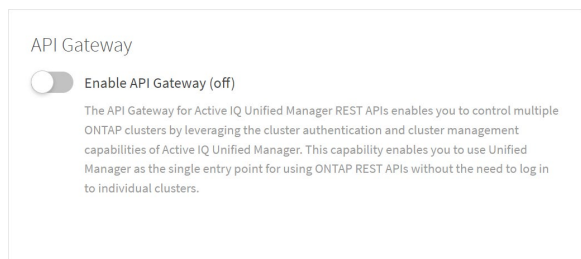 API Gateway
Enable API Gateway (off)
The API Gateway for Active IQ Unified Manager REST APIs enables you to control multiple
ONTAP clusters by leveraging the cluster authentication and cluster management
capabilities of Active IQ Unified Manager. This capability enables you to use Unified
Manager as the single entry point for using ONTAP REST APIs without the need to log in
to individual clusters.